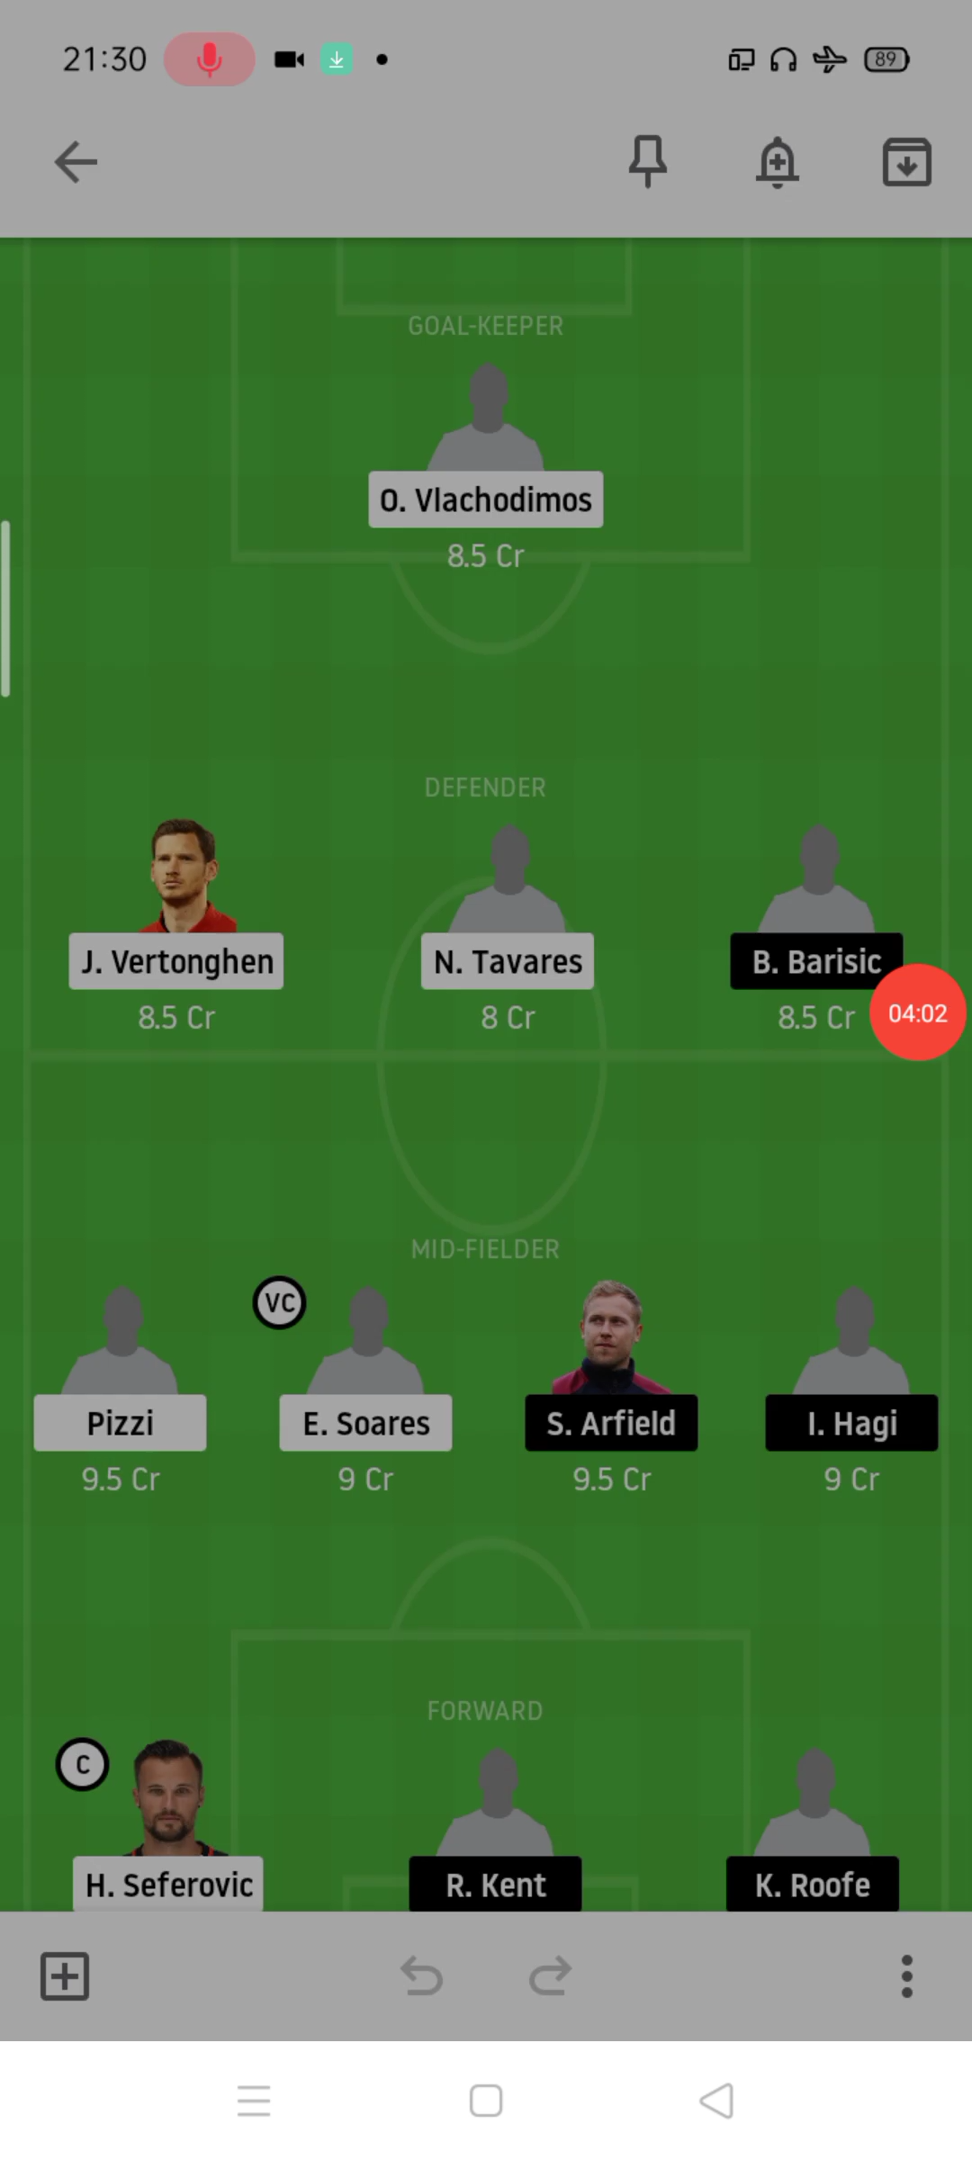 21:30
89
GOAL-KEEPER
O. Vlachodimos
8.5 Cr
DEFENDER
J. Vertonghen
N. Tavares
B. Barisic
8.5 Cr
8 Cr
8.5 Cr
04:02
MID-FIELDER
VC
Pizzi
E. Soares
S. Arfield
I. Hagi
9.5 Cr
9 Cr
9.5 Cr
9 Cr
FORWARD
C
H. Seferovic
R. Kent
K. Roofe